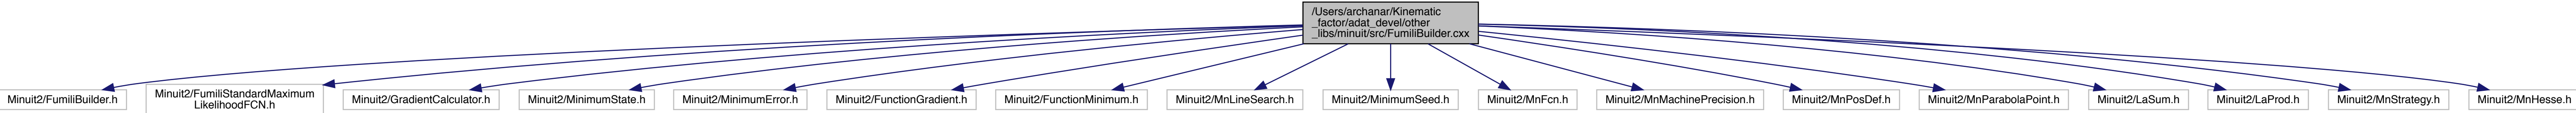 /Users/archanar/Kinematic
_factor/adat_devel/other
_libs/minuit/src/FumiliBuilder.cxx
Minuit2/FumiliBuilder.h
Minuit2/FumiliStandardMaximum
LikelihoodFCN.h
Minuit2/GradientCalculator.h
Minuit2/MinimumState.h
Minuit2/MinimumError.h
Minuit2/FunctionGradient.h
Minuit2/FunctionMinimum.h
Minuit2/MnLineSearch.h
Minuit2/MinimumSeed.h
Minuit2/MnFcn.h
Minuit2/MnMachinePrecision.h
Minuit2/MnPosDef.h
Minuit2/MnParabolaPoint.h
Minuit2/LaSum.h
Minuit2/LaProd.h
Minuit2/MnStrategy.h
Minuit2/MnHesse.h